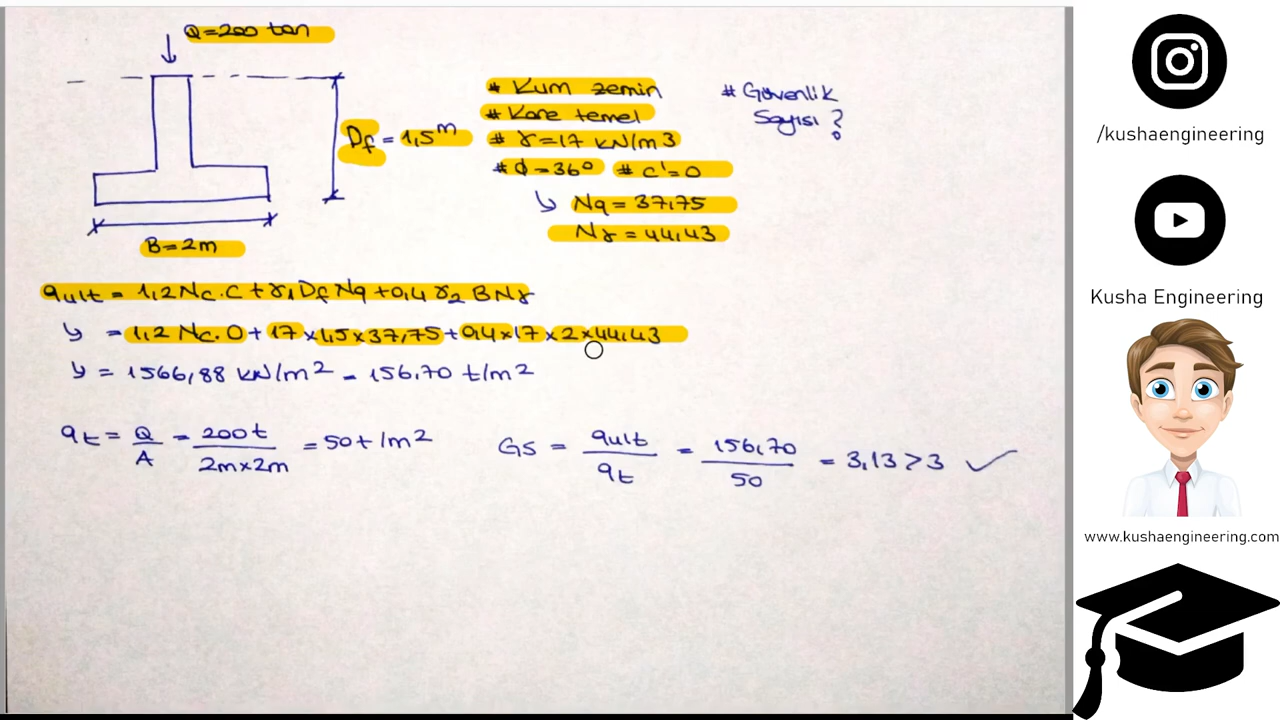 Q=200 ton
Df = 1,5 m
B=2m
* Kum zemin
* Kare temel
# γ=17 kN/m3
* ϕ=36° # c'=0
↳ Nq = 37,75
Nγ = 44,43
# Güvenlik
Sayısı ?
qult = 1,2 Nc.C + γ1 Df Nq + 0,4 γ2 B Nγ
↳ = 1,2 Nc.0 + 17 x 1,5 x 37,75 + 0,4 x 17 x 2 x 44,43
↳ = 1566,88 kN/m2 = 156,70 t/m2
qt = Q/A = 200t / 2m x 2m = 50 t/m2
GS = qult / qt = 156,70 / 50 = 3,13 > 3 ✓
/kushaengineering
Kusha Engineering
www.kushaengineering.com